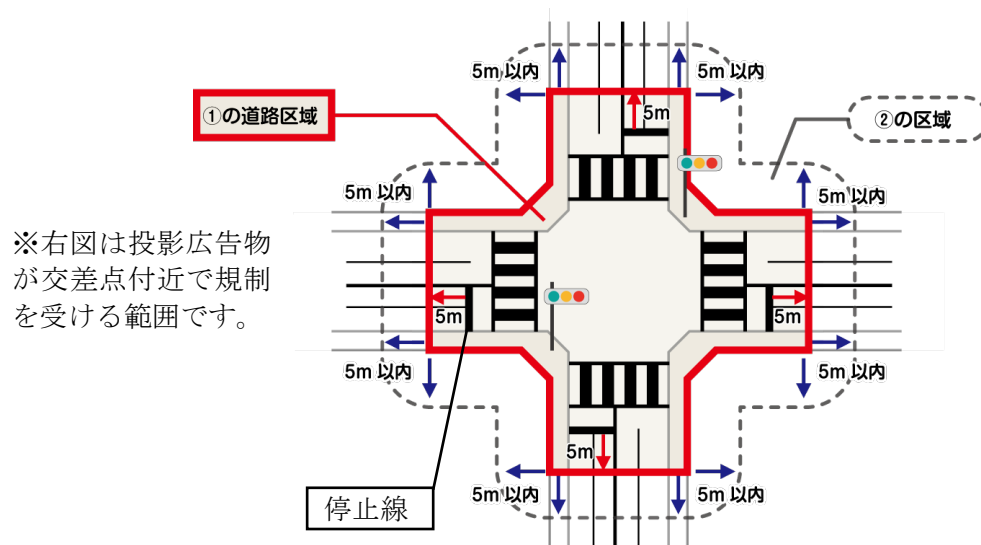 5m 以内
5m 以内
①の道路区域
5m
②の区域
5m 以内
5m 以内
※右図は投影広告物
が交差点付近で規制
を受ける範囲です。
5m
5m
5m 以内
5m 以内
5m
5m 以内
5m 以内
停止線